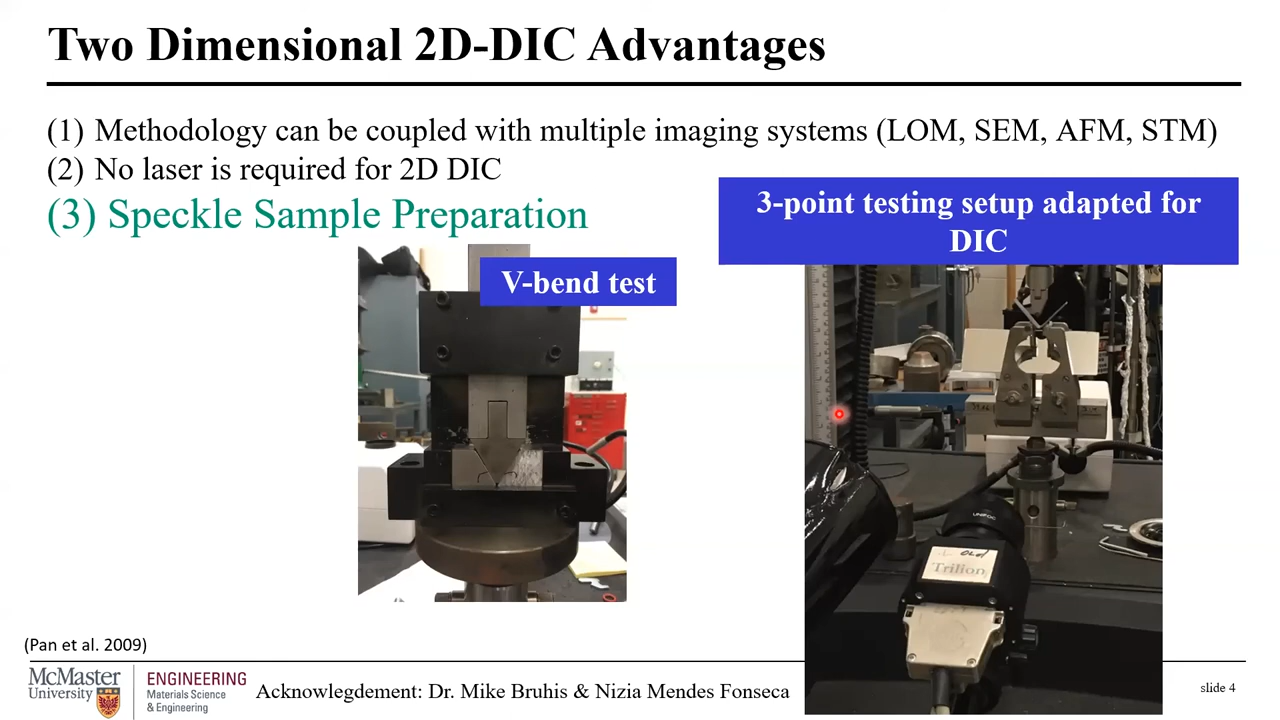 Two Dimensional 2D-DIC Advantages
(1) Methodology can be coupled with multiple imaging systems (LOM, SEM, AFM, STM)
(2) No laser is required for 2D DIC
(3) Speckle Sample Preparation
3-point testing setup adapted for
DIC
V-bend test
UNIFOC
Old
Trilion
(Pan et al. 2009)
McMaster
University
ENGINEERING
Materials Science
& Engineering
Acknowlegdement: Dr. Mike Bruhis & Nizia Mendes Fonseca
slide 4